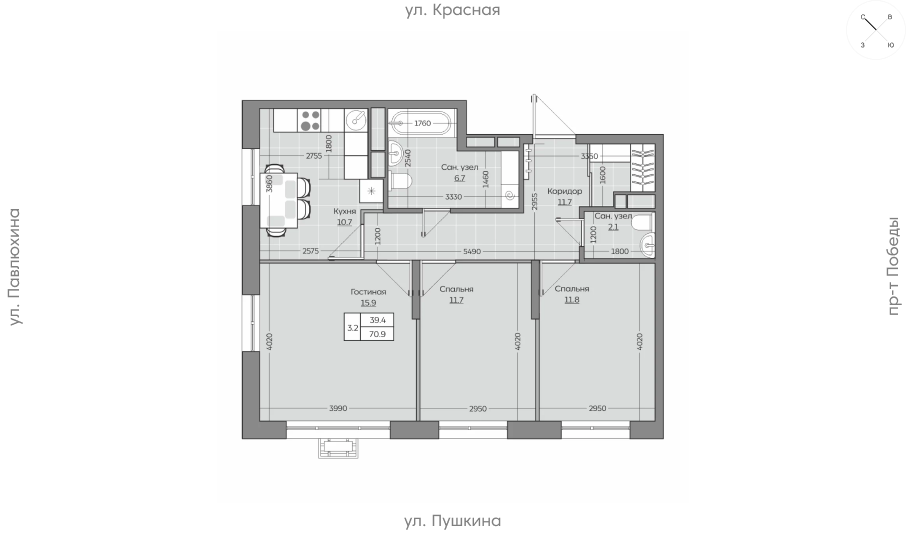 ул. Красная
С
В
З
Ю
1760
2755
1800
2540
3350
Сан. узел
6.7
1460
1600
3860
3330
2955
Коридор
11.7
Кухня
10.7
Сан. узел
2.1
1200
1200
2575
5490
1800
ул. Павлюхина
пр-т Победы
Гостиная
15.9
Спальня
11.7
Спальня
11.8
3.2
39.4
70.9
4020
4020
4020
3990
2950
2950
ул. Пушкина